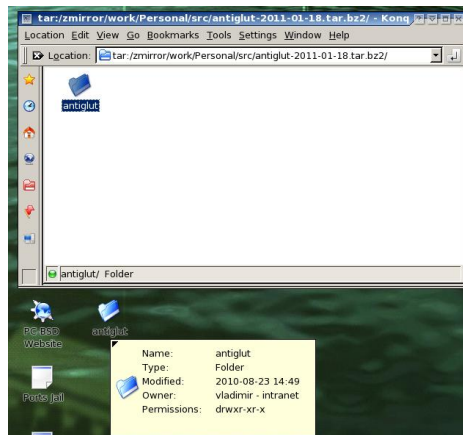 tar:/zmirror/work/Personal/src/antiglut-2011-01-18.tar.bz2/ - Konq
Location Edit View Go Bookmarks Tools Settings Window Help
Location: tar:/zmirror/work/Personal/src/antiglut-2011-01-18.tar.bz2/
antiglut
antiglut/ Folder
PC-BSD
Website
antiglut
Ports Jail
Name: antiglut
Type: Folder
Modified: 2010-08-23 14:49
Owner: vladimir - intranet
Permissions: drwxr-xr-x